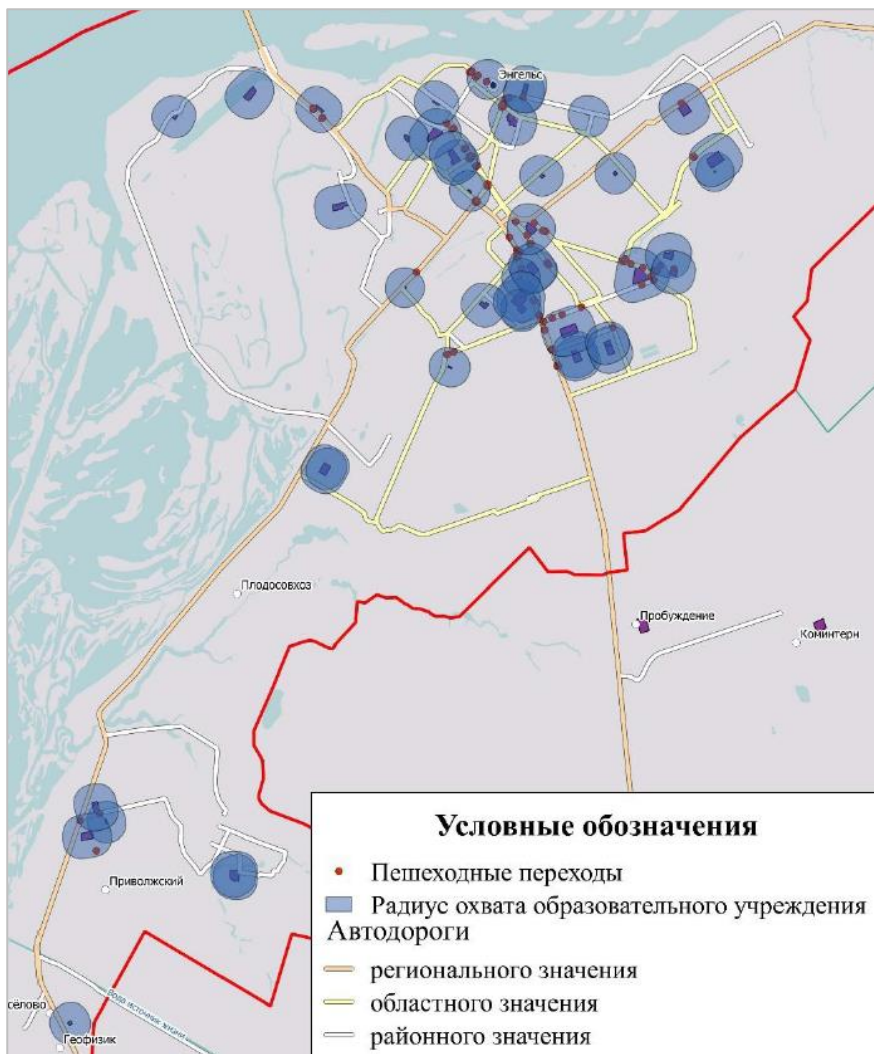 Энгельс
Плодосовхоз
Пробуждение
Коминтерн
Приволжский
сёлово
Геофизик
Условные обозначения
Пешеходные переходы
Радиус охвата образовательного учреждения
Автодороги
регионального значения
областного значения
районного значения